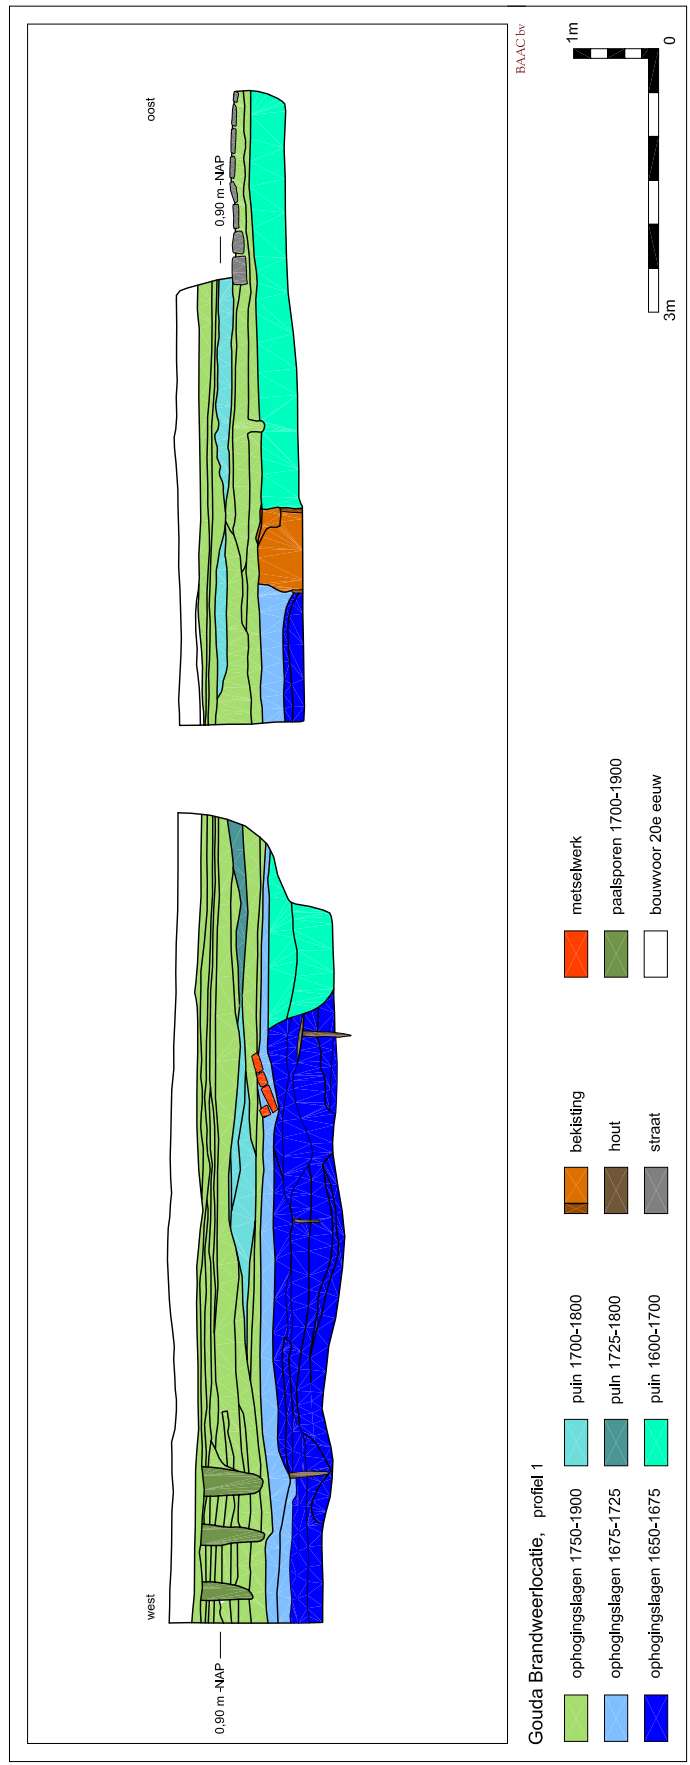 west
oost
0,90 m -NAP
0,90 m -NAP
BAAC bv
Gouda Brandweerlocatie, profiel 1
ophogingslagen 1750-1900
ophogingslagen 1675-1725
ophogingslagen 1650-1675
puin 1700-1800
puin 1725-1800
puin 1600-1700
bekisting
hout
straat
metselwerk
paalsporen 1700-1900
bouwvoor 20e eeuw
1m
0
3m